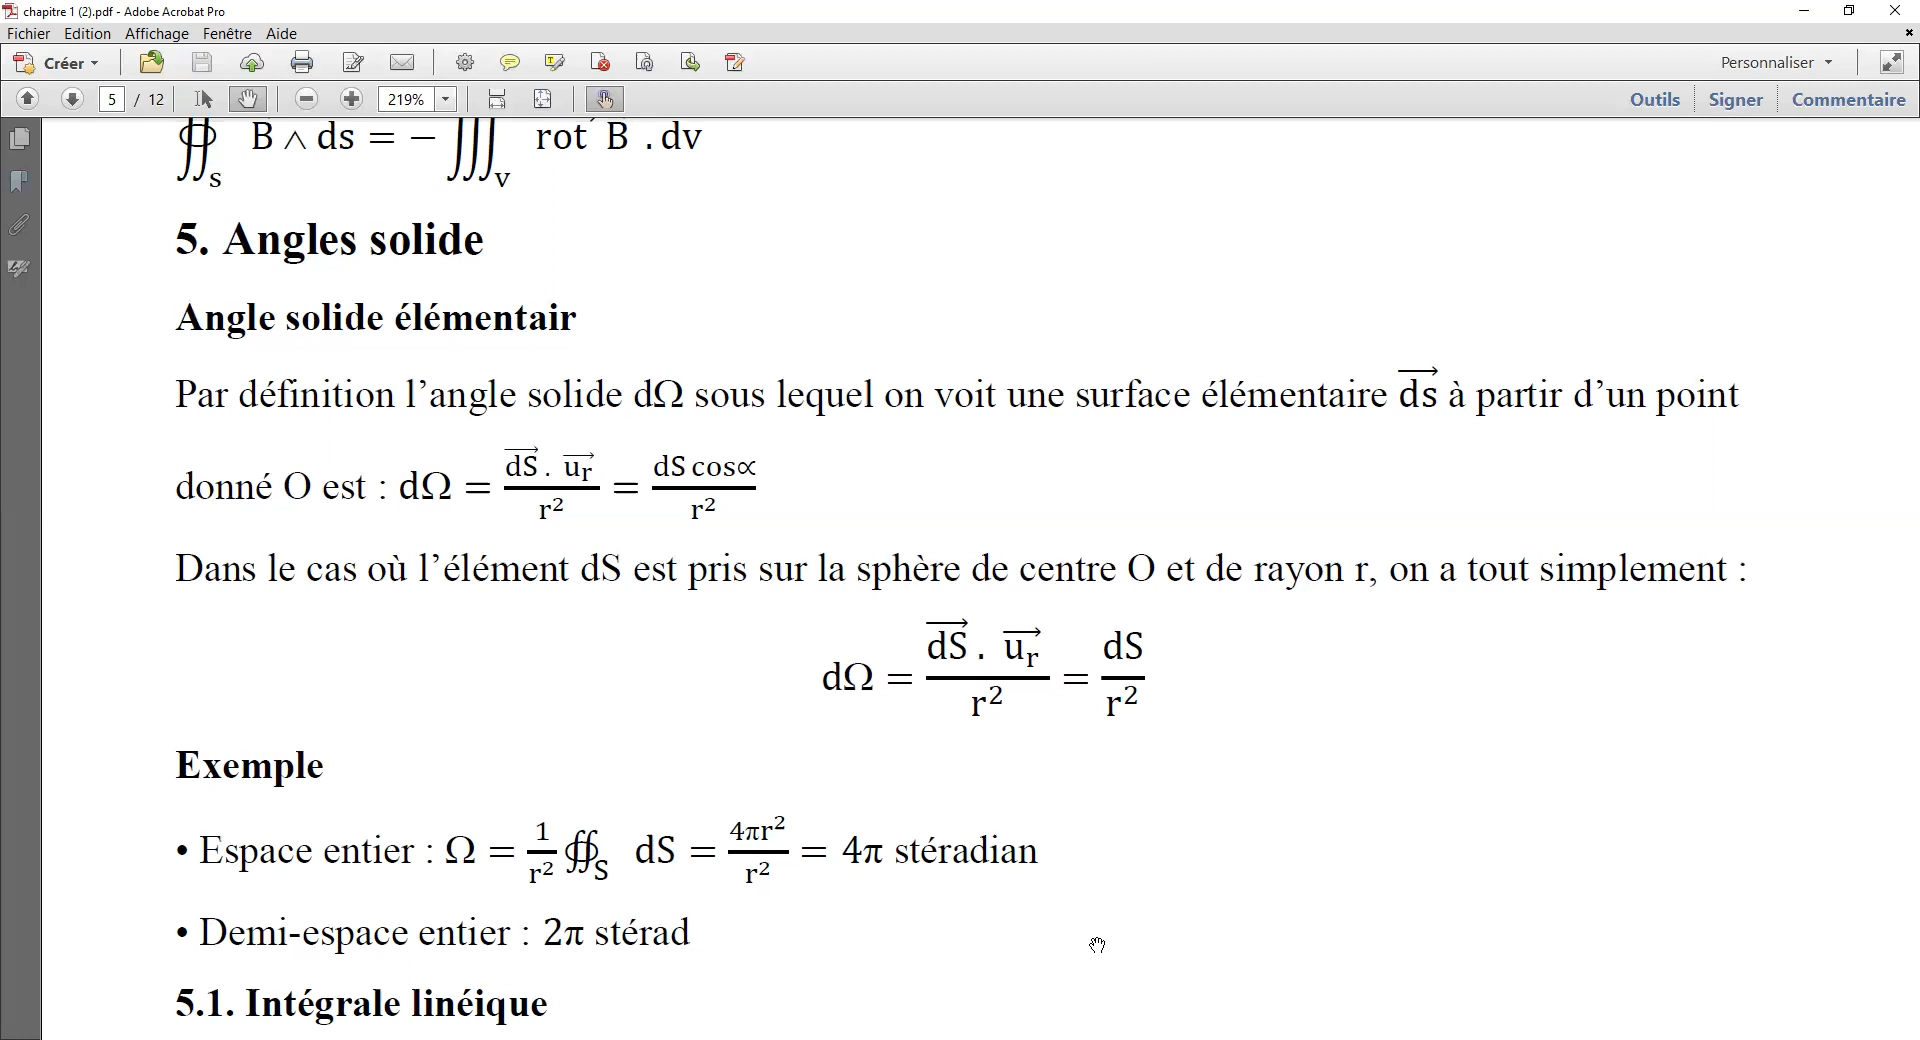 chapitre 1 (2).pdf - Adobe Acrobat Pro
Fichier Edition Affichage Fenêtre Aide
Créer Personnaliser
5 / 12 219% Outils Signer Commentaire
∯_s B ∧ ds = − ∭_v rot B . dv
5. Angles solide
Angle solide élémentair
Par définition l’angle solide dΩ sous lequel on voit une surface élémentaire ds⃗ à partir d’un point
donné O est : dΩ = (dS⃗ . u_r⃗)/r² = (dS cos∝)/r²
Dans le cas où l’élément dS est pris sur la sphère de centre O et de rayon r, on a tout simplement :
dΩ = (dS⃗ . u_r⃗)/r² = dS/r²
Exemple
• Espace entier : Ω = 1/r² ∯_S dS = 4πr²/r² = 4π stéradian
• Demi-espace entier : 2π stérad
5.1. Intégrale linéique